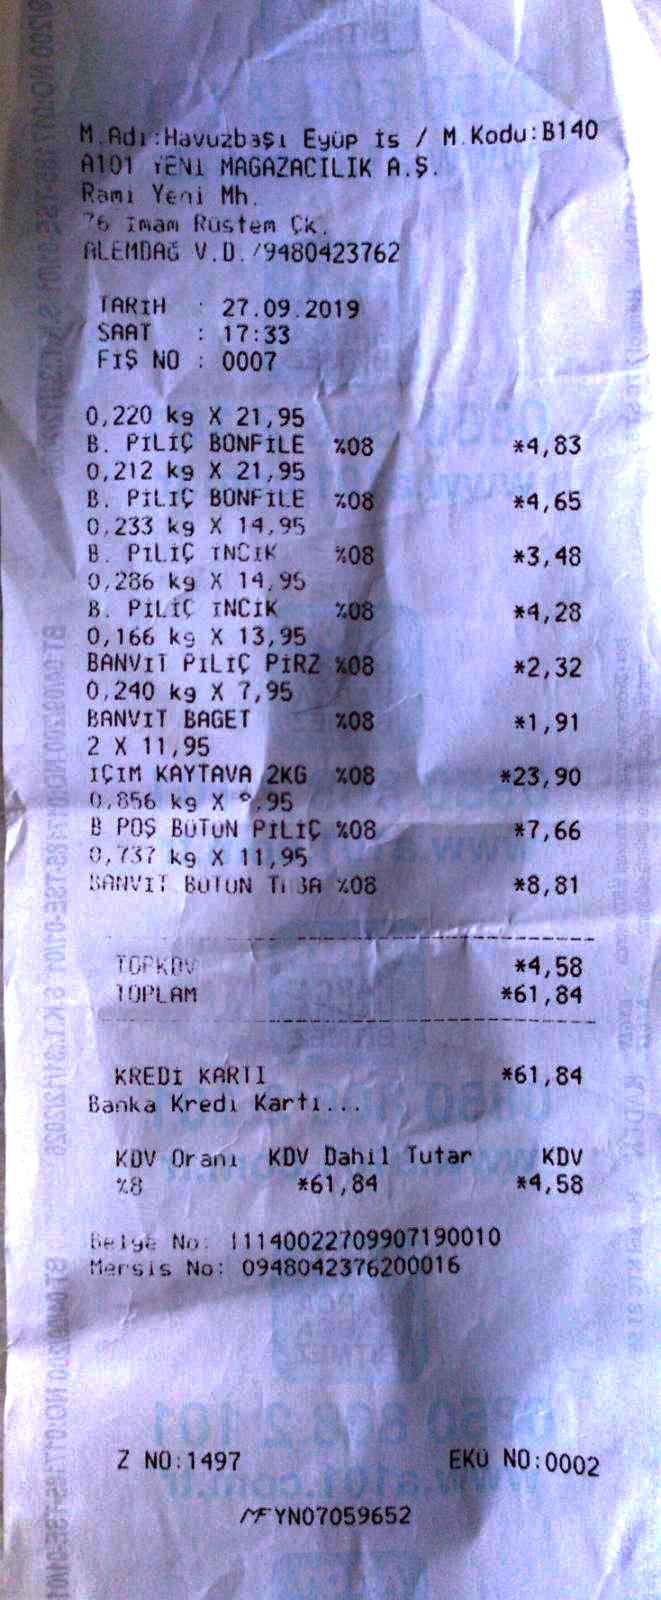 M.Adı:Havuzbaşı Eyüp İs / M.Kodu:B140
A101 YENİ MAGAZACILIK A.Ş.
Rami Yeni Mh.
76 İmam Rüstem Çk.
ALEMDAĞ V.D./9480423762
TARİH : 27.09.2019
SAAT : 17:33
FİŞ NO : 0007
0,220 kg X 21,95
B. PİLİÇ BONFİLE %08 *4,83
0,212 kg X 21,95
B. PİLİÇ BONFİLE %08 *4,65
0,233 kg X 14,95
B. PİLİÇ İNCİK %08 *3,48
0,286 kg X 14,95
B. PİLİÇ İNCİK %08 *4,28
0,166 kg X 13,95
BANVİT PİLİÇ PİRZ %08 *2,32
0,240 kg X 7,95
BANVİT BAGET %08 *1,91
2 X 11,95
İÇİM KAYTAVA 2KG %08 *23,90
0,856 kg X
B POŞ BÜTÜN PİLİÇ %08 *7,66
0,737 kg X 11,95
BANVİT BÜTÜN %08 *8,81
TOPKDV *4,58
TOPLAM *61,84
KREDİ KARTI *61,84
Banka Kredi Kartı...
KDV Oranı KDV Dahil Tutar KDV
%8 *61,84 *4,58
Belge No: 11140022709907190010
Mersis No: 0948042376200016
Z NO:1497 EKÜ NO:0002
MF YN07059652